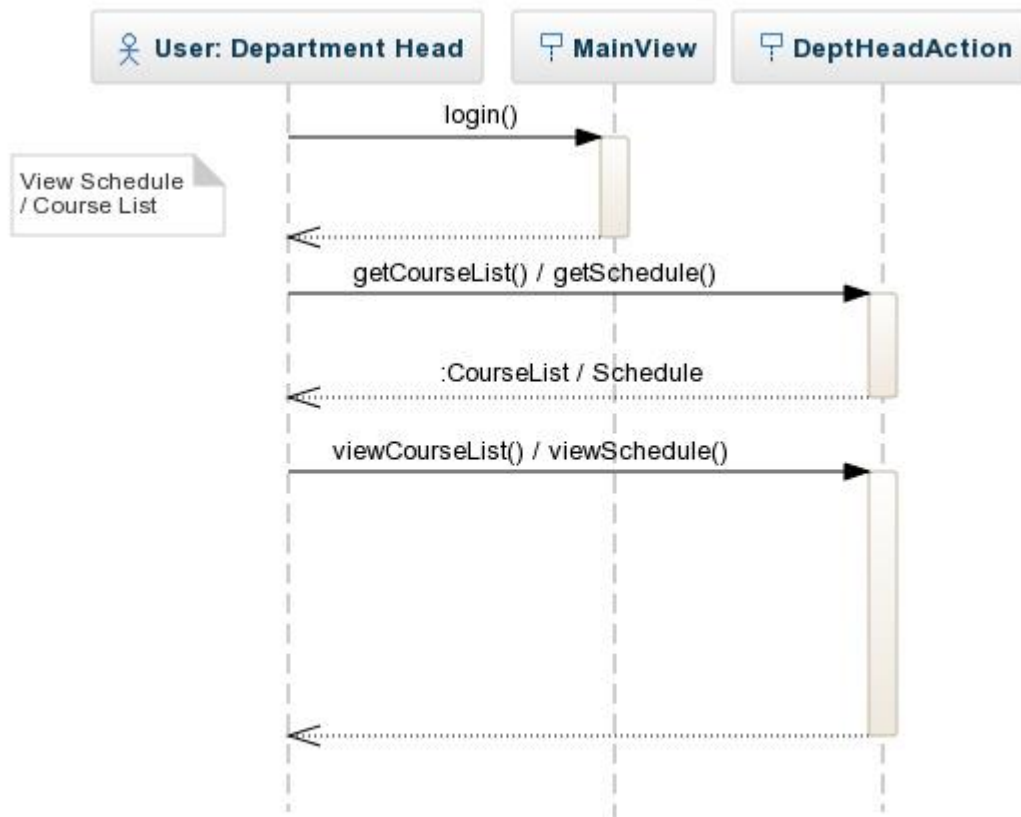 User: Department Head
MainView
DeptHeadAction
login()
View Schedule
/ Course List
getCourseList() / getSchedule()
:CourseList / Schedule
viewCourseList() / viewSchedule()